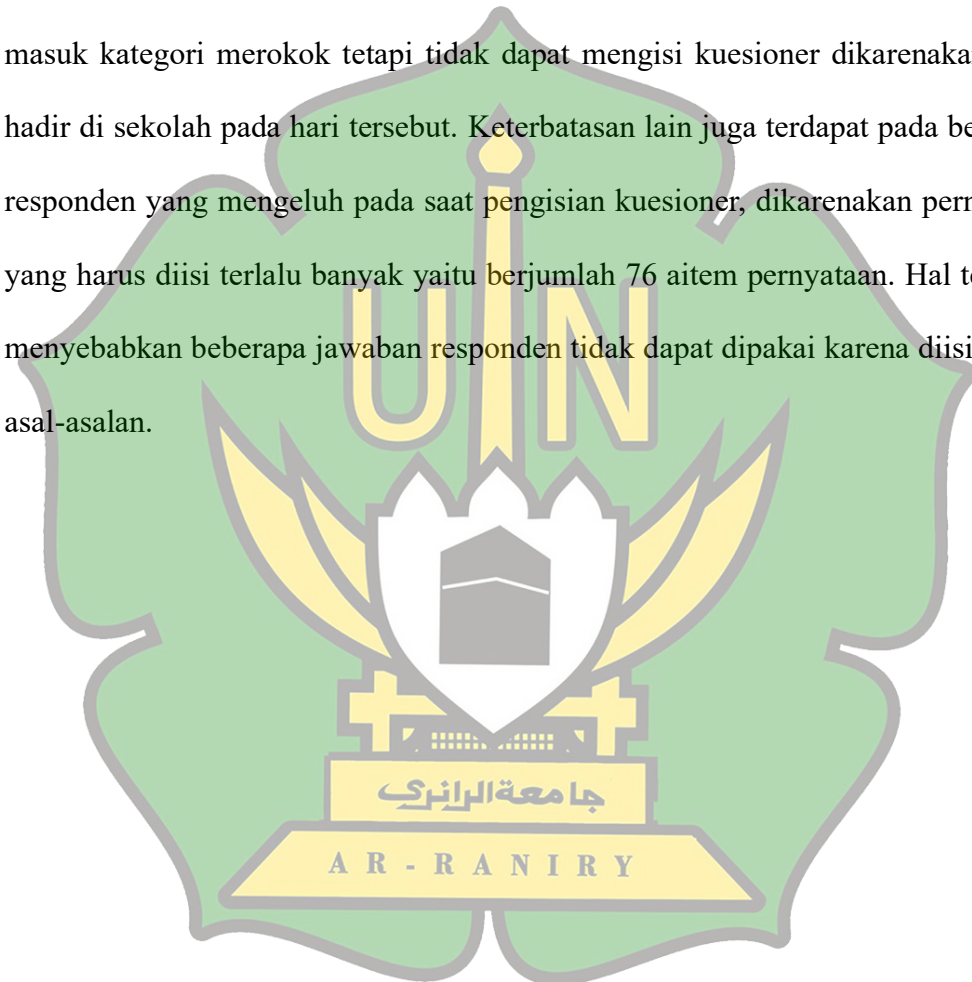 masuk kategori merokok tetapi tidak dapat mengisi kuesioner dikarenaka
hadir di sekolah pada hari tersebut. Keterbatasan lain juga terdapat pada be
responden yang mengeluh pada saat pengisian kuesioner, dikarenakan pern
yang harus diisi terlalu banyak yaitu berjumlah 76 aitem pernyataan. Hal te
menyebabkan beberapa jawaban responden tidak dapat dipakai karena diisi
asal-asalan.
UIN
جامعةالرانري
AR-RANIRY